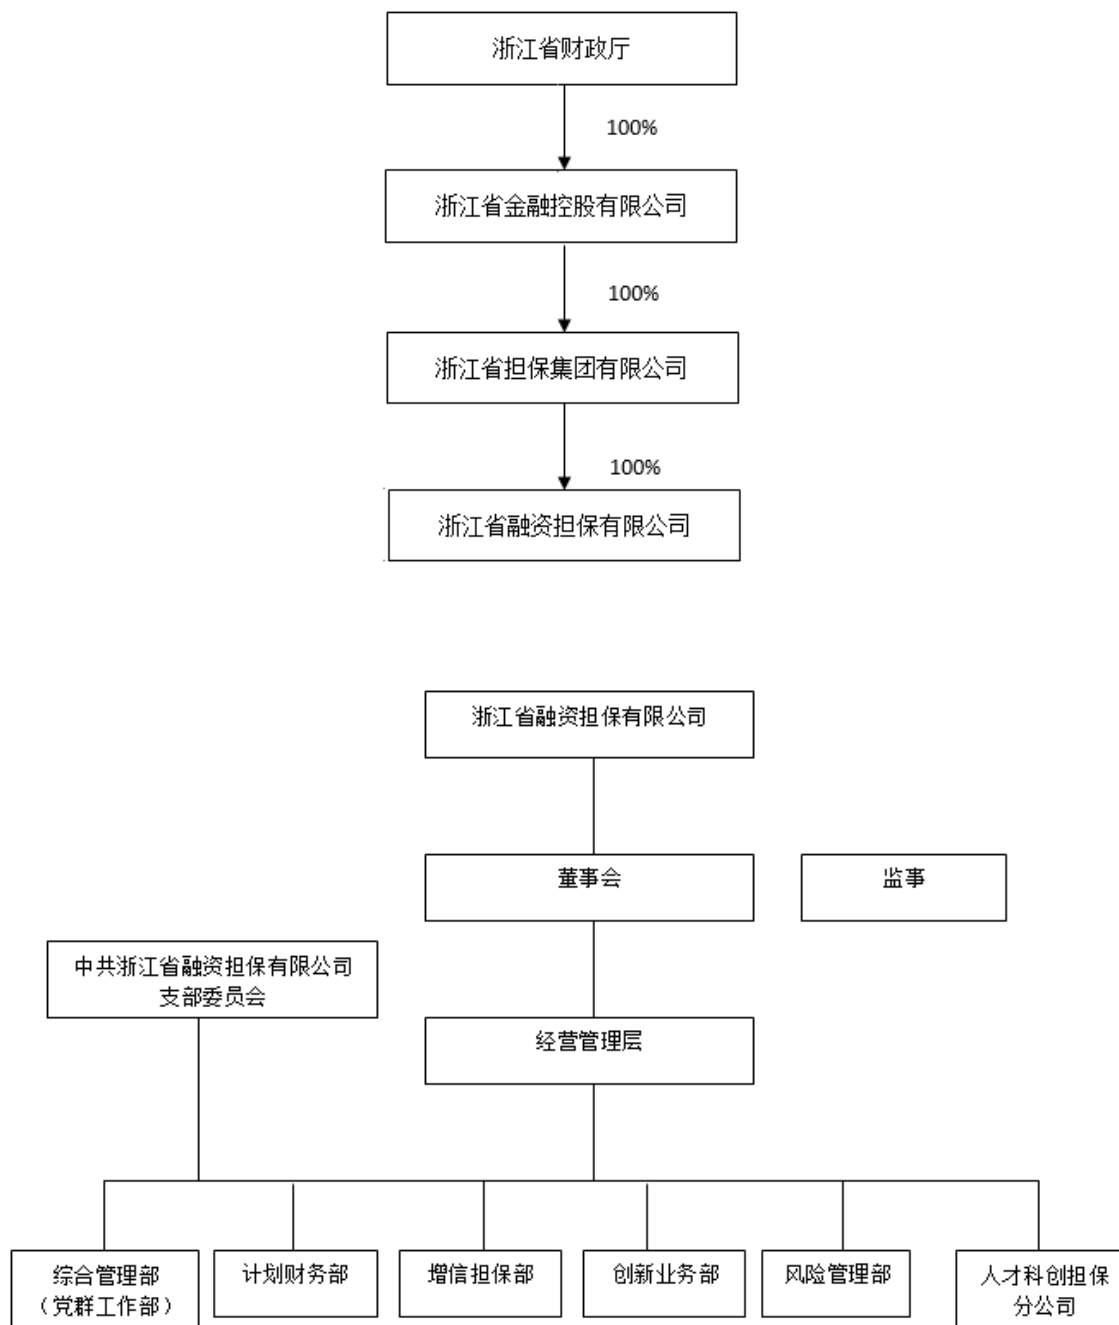 浙江省财政厅
100%
浙江省金融控股有限公司
100%
浙江省担保集团有限公司
100%
浙江省融资担保有限公司
浙江省融资担保有限公司
董事会
监事
中共浙江省融资担保有限公司
支部委员会
经营管理层
综合管理部
（党群工作部）
计划财务部
增信担保部
创新业务部
风险管理部
人才科创担保
分公司